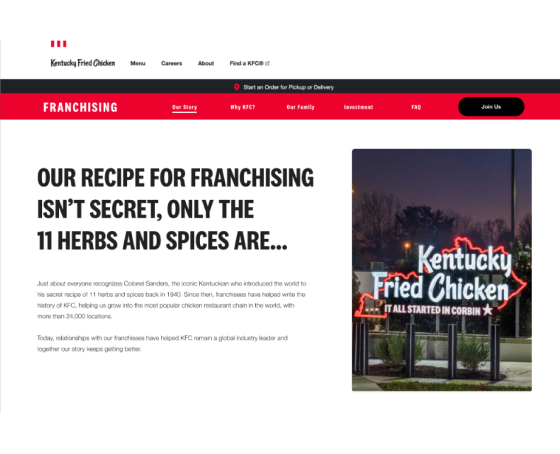 Kentucky Fried Chicken
Menu
Careers
About
Find a KFC®
Start an Order for Pickup or Delivery
FRANCHISING
Our Story
Why KFC?
Our Family
Investment
FAQ
Join Us
OUR RECIPE FOR FRANCHISING
ISN'T SECRET, ONLY THE
11 HERBS AND SPICES ARE...
Just about everyone recognizes Colonel Sanders, the iconic Kentuckian who introduced the world to
his secret recipe of 11 herbs and spices back in 1940. Since then, franchisees have helped write the
history of KFC, helping us grow into the most popular chicken restaurant chain in the world, with
more than 24,000 locations.
Today, relationships with our franchisees have helped KFC remain a global industry leader and
together our story keeps getting better.
Kentucky
Fried Chicken
IT ALL STARTED IN CORBIN